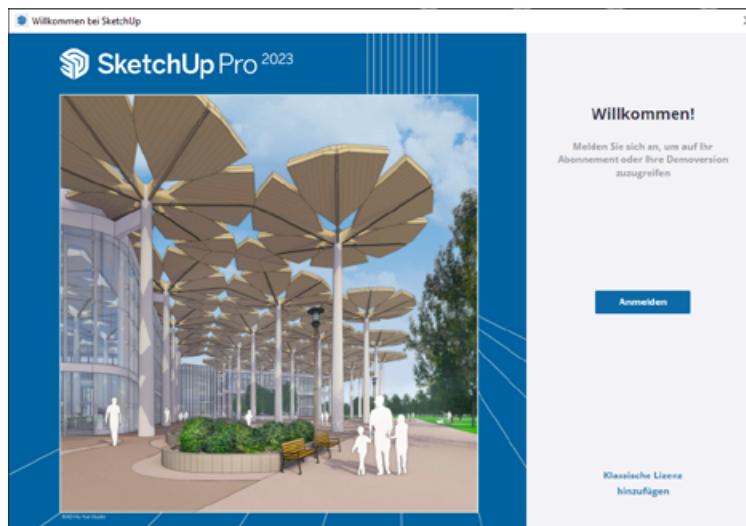 Willkommen bei SketchUp
SketchUp Pro 2023
Willkommen!
Melden Sie sich an, um auf Ihr
Abonnement oder Ihre Demoversion
zuzugreifen
Anmelden
Klassische Lizenz
hinzufügen